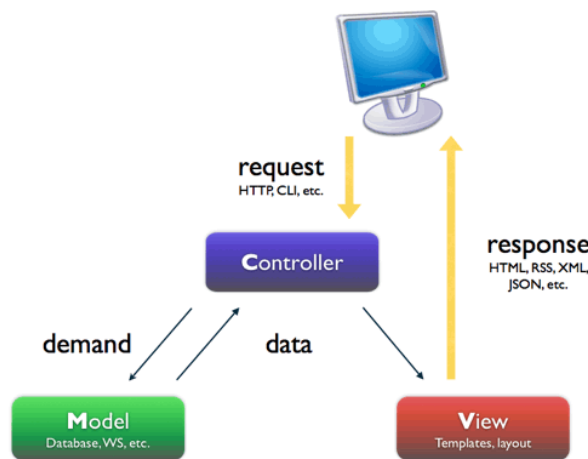 request
HTTP, CLI, etc.
Controller
response
HTML, RSS, XML,
JSON, etc.
demand
data
Model
Database, WS, etc.
View
Templates, layout